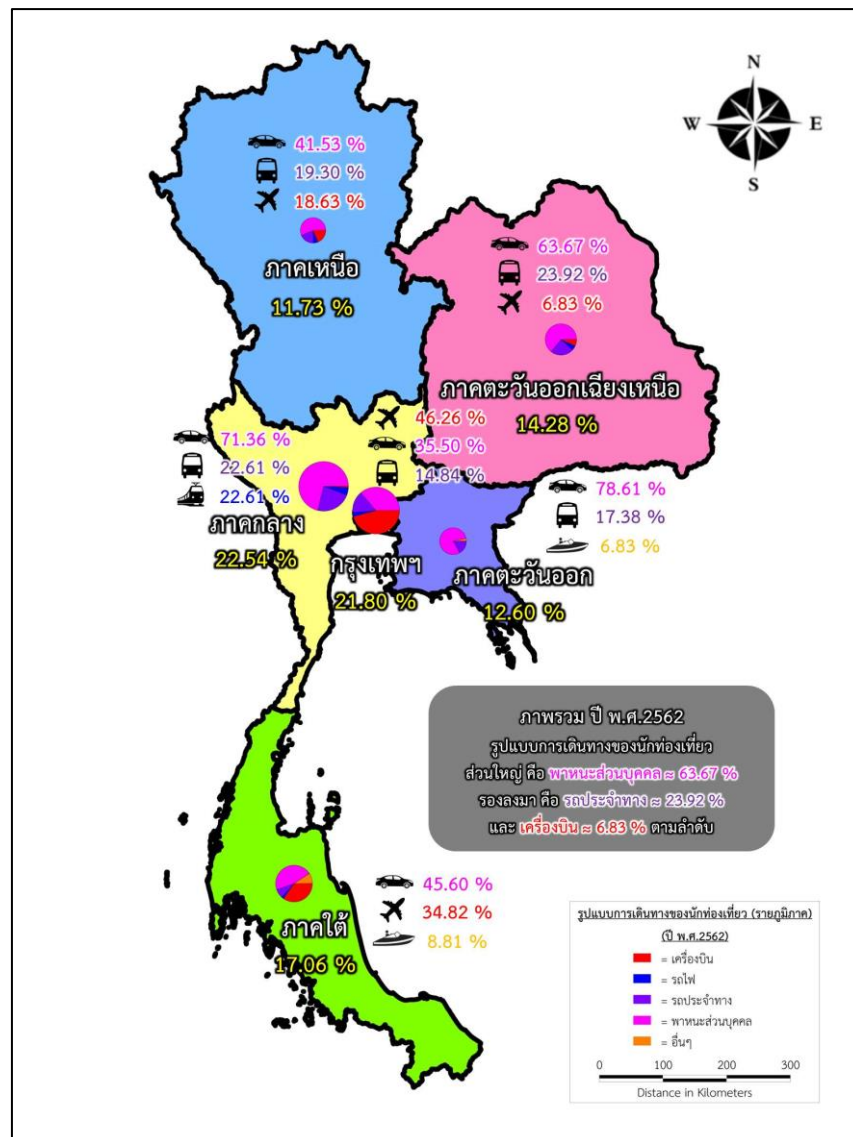 N
W E
S
41.53 %
19.30 %
18.63 %
ภาคเหนือ
11.73 %
63.67 %
23.92 %
6.83 %
ภาคตะวันออกเฉียงเหนือ
14.28 %
46.26 %
35.50 %
14.84 %
กรุงเทพฯ
21.80 %
71.36 %
22.61 %
22.61 %
ภาคกลาง
22.54 %
78.61 %
17.38 %
6.83 %
ภาคตะวันออก
12.60 %
ภาพรวม ปี พ.ศ.2562
รูปแบบการเดินทางของนักท่องเที่ยว
ส่วนใหญ่ คือ พาหนะส่วนบุคคล ≈ 63.67 %
รองลงมา คือ รถประจำทาง ≈ 23.92 %
และ เครื่องบิน ≈ 6.83 % ตามลำดับ
45.60 %
34.82 %
8.81 %
ภาคใต้
17.06 %
รูปแบบการเดินทางของนักท่องเที่ยว (รายภูมิภาค)
(ปี พ.ศ.2562)
= เครื่องบิน
= รถไฟ
= รถประจำทาง
= พาหนะส่วนบุคคล
= อื่นๆ
0 100 200 300
Distance in Kilometers